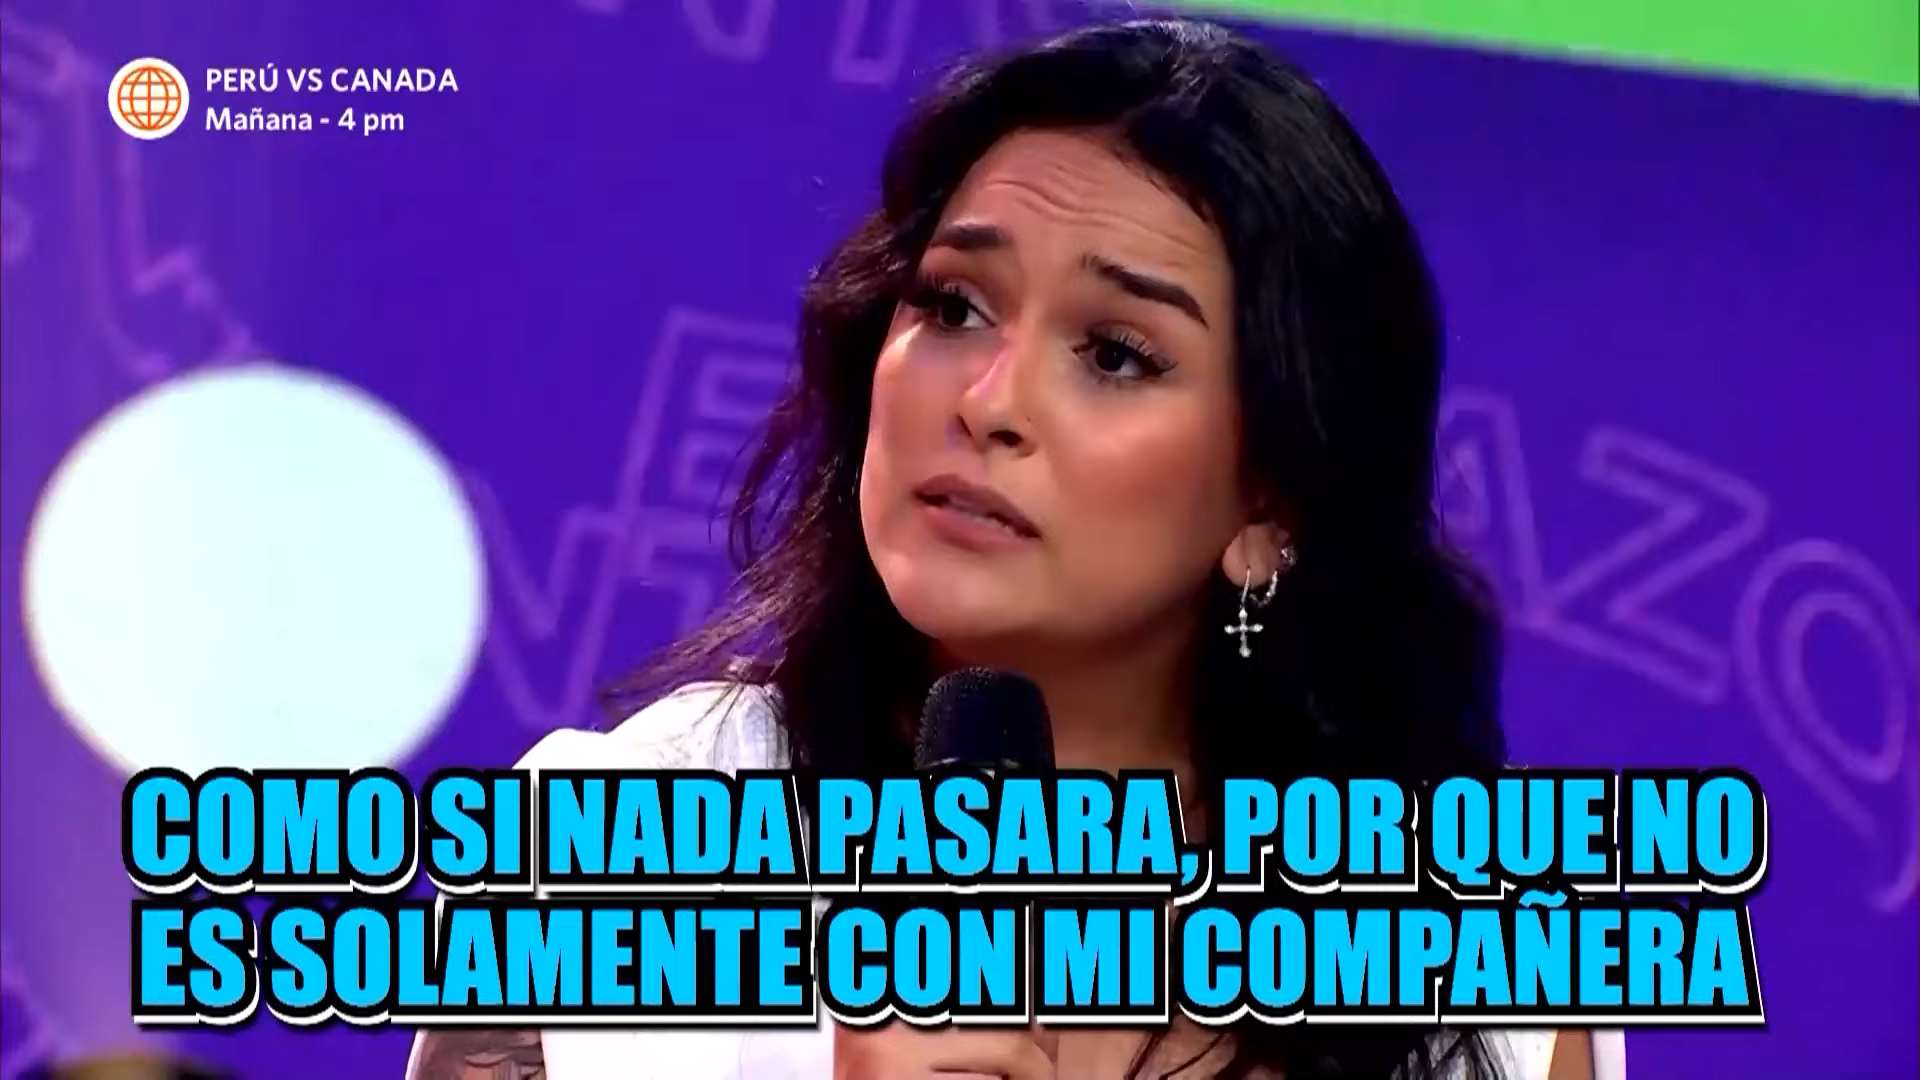 PERÚ VS CANADA
Mañana - 4 pm
COMO SI NADA PASARA, POR QUE NO
ES SOLAMENTE CON MI COMPAÑERA